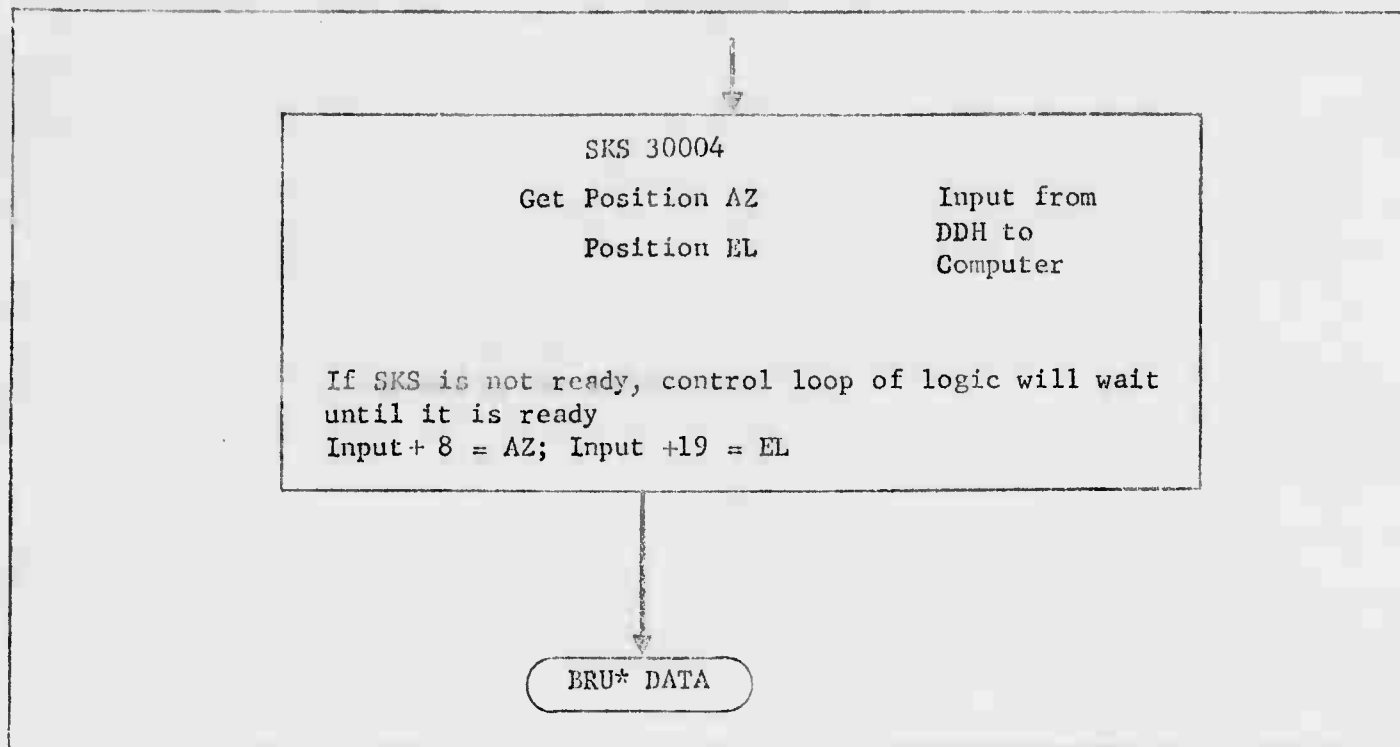 SKS 30004
Get Position AZ
Position EL
Input from
DDH to
Computer
If SKS is not ready, control loop of logic will wait
until it is ready
Input + 8 = AZ; Input +19 = EL
BRU* DATA